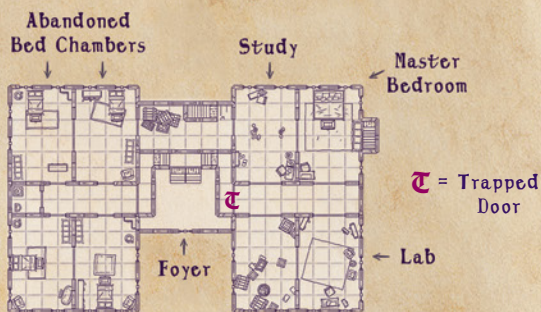 Abandoned
Bed Chambers
Study
Master
Bedroom
T
T = Trapped
Door
Foyer
Lab